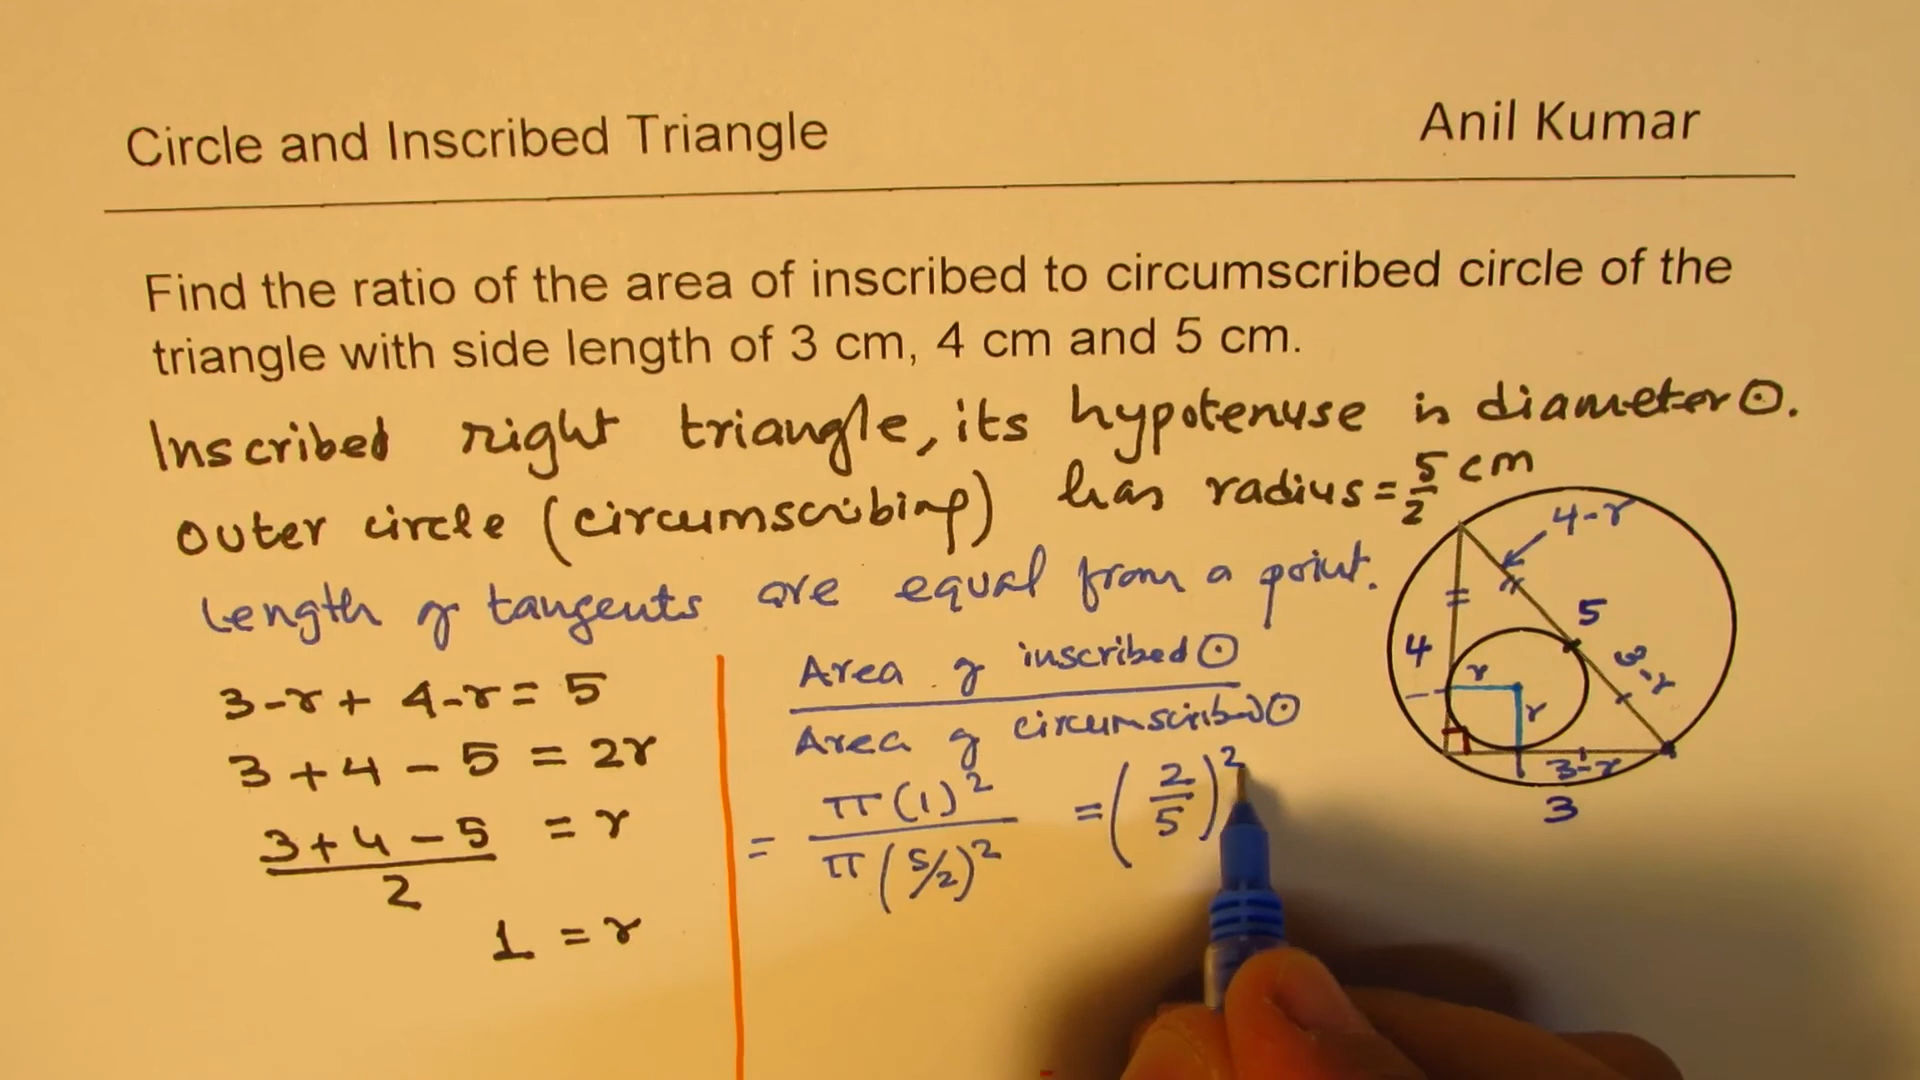 Circle and Inscribed Triangle
Anil Kumar
Find the ratio of the area of inscribed to circumscribed circle of the
triangle with side length of 3 cm, 4 cm and 5 cm.
Inscribed right triangle, its hypotenuse is diameter ⊙.
Outer circle (circumscribing) has radius = 5/2 cm
Length of tangents are equal from a point.
3-r + 4-r = 5
3 + 4 - 5 = 2r
(3+4-5)/2 = r
1 = r
Area of inscribed ⊙
Area of circumscribed ⊙
= π(1)²/π(5/2)² = (2/5)²
4-r
5
4
r
3-r
r
3-r
3